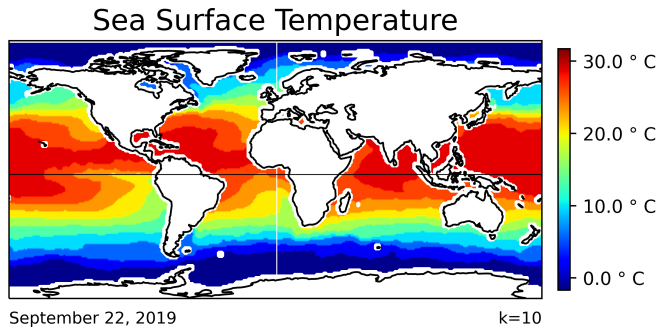 Sea Surface Temperature
30.0 ° C
20.0 ° C
10.0 ° C
0.0 ° C
September 22, 2019
k=10